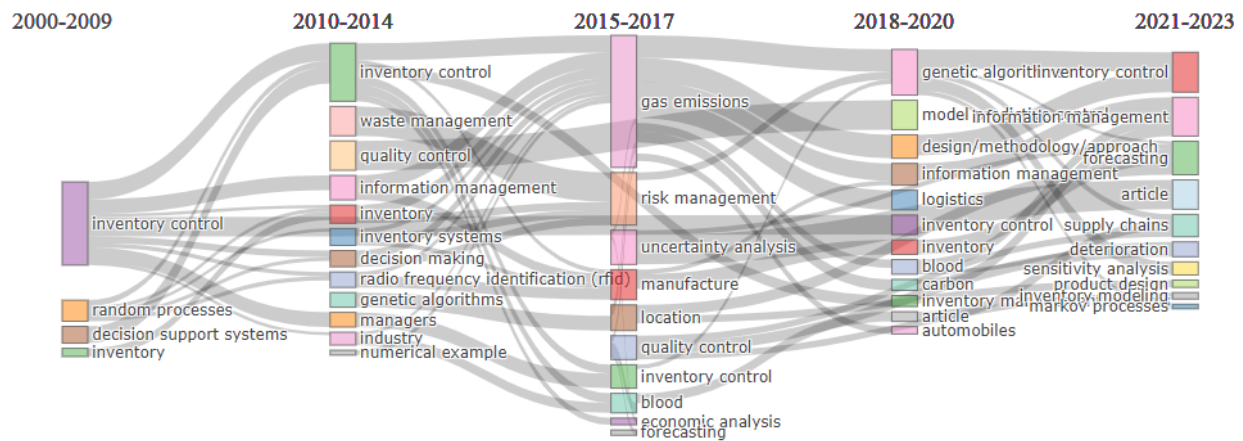 2000-2009
2010-2014
2015-2017
2018-2020
2021-2023
inventory control
random processes
decision support systems
inventory
inventory control
waste management
quality control
information management
inventory
inventory systems
decision making
radio frequency identification (rfid)
genetic algorithms
managers
industry
numerical example
gas emissions
risk management
uncertainty analysis
manufacture
location
quality control
inventory control
blood
economic analysis
forecasting
genetic
model
design/methodology/approach
information management
logistics
inventory control
inventory
blood
carbon
inventory
article
automobiles
inventory control
information management
forecasting
article
supply chains
deterioration
sensitivity analysis
product design
inventory modeling
markov processes